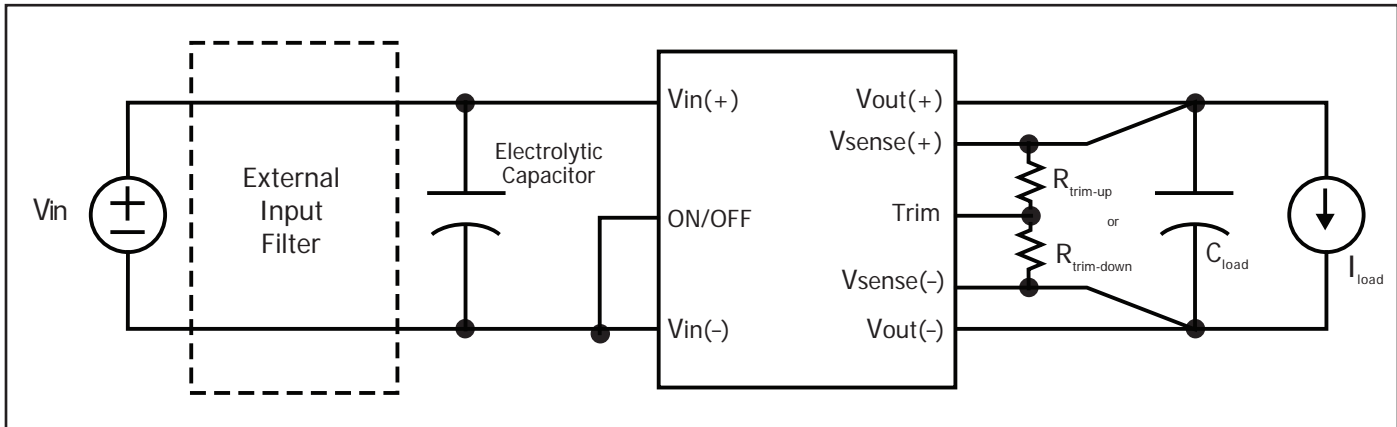 Vin
External
Input
Filter
Electrolytic
Capacitor
Vin(+)
ON/OFF
Vin(–)
Vout(+)
Vsense(+)
Trim
Vsense(–)
Vout(–)
Rtrim-up
or
Rtrim-down
Cload
Iload